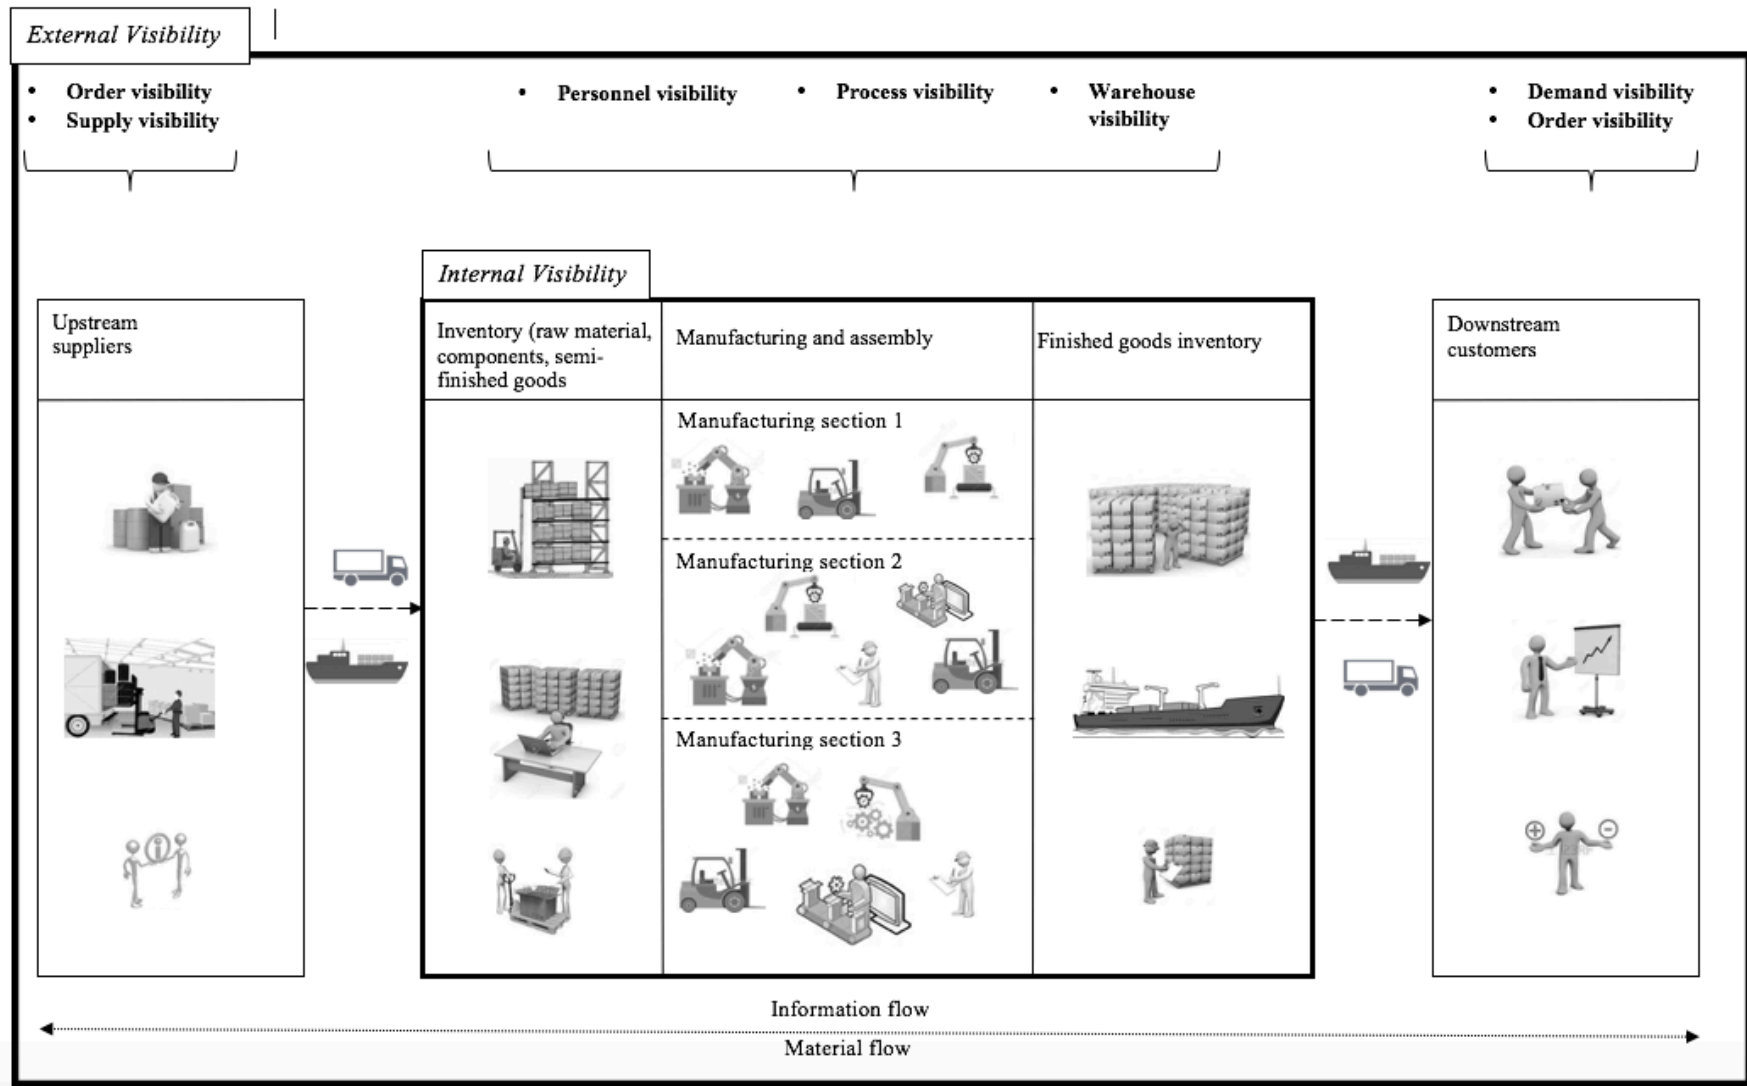 External Visibility
• Order visibility
• Supply visibility
• Personnel visibility
• Process visibility
• Warehouse
visibility
• Demand visibility
• Order visibility
Internal Visibility
Upstream
suppliers
Inventory (raw material,
components, semi-
finished goods
Manufacturing and assembly
Manufacturing section 1
Manufacturing section 2
Manufacturing section 3
Finished goods inventory
Downstream
customers
Information flow
Material flow